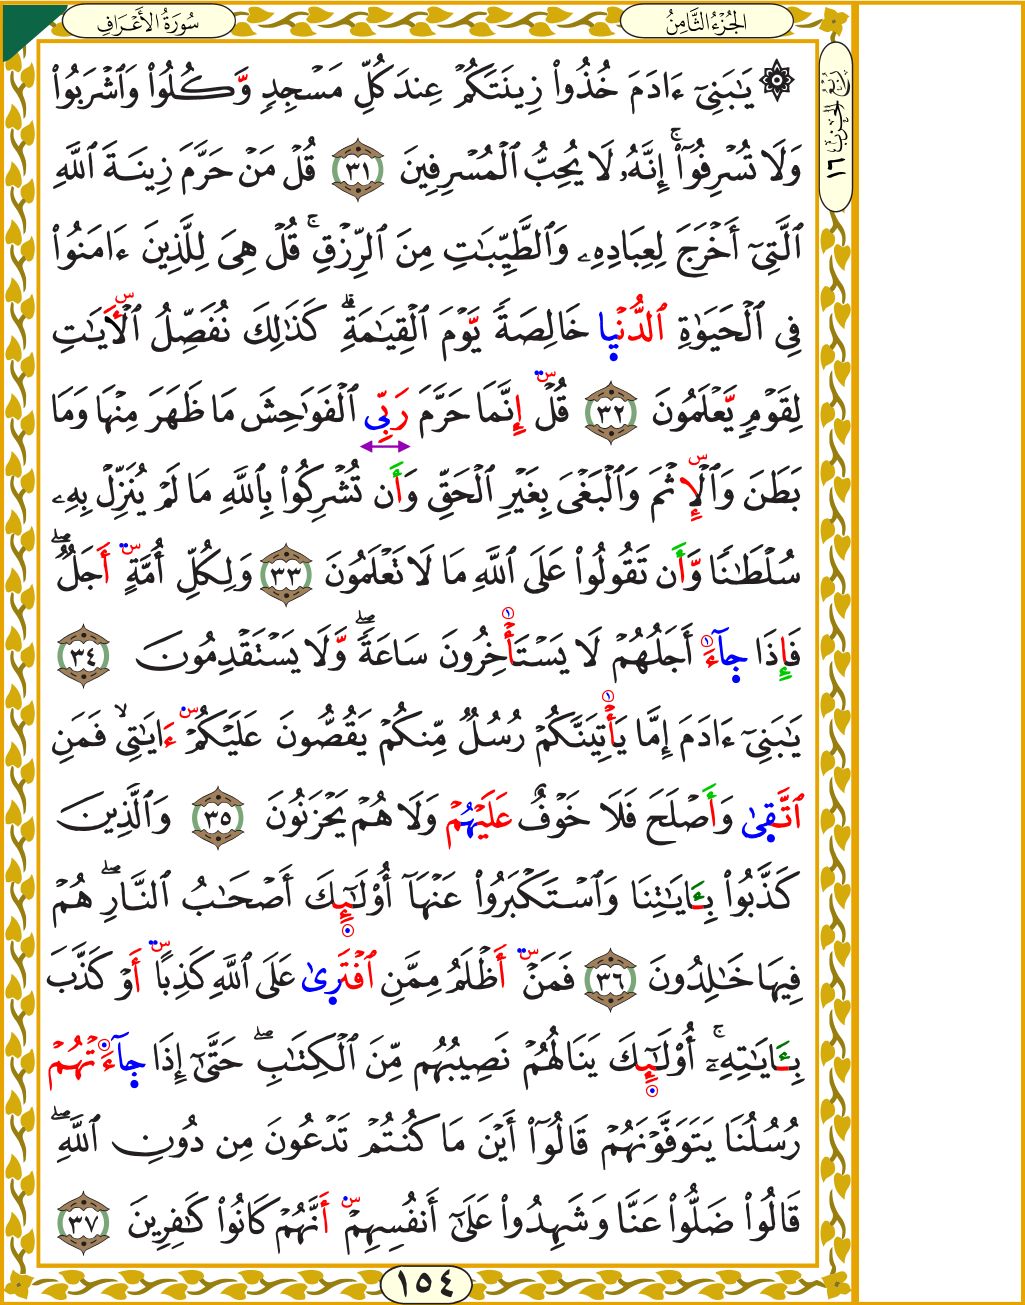 سُورَةُ الأَعْرَافِ
الجُزْءُ الثَّامِنُ
رُبْعُ الحِزْبِ ١٦
۞ يَٰبَنِىٓ ءَادَمَ خُذُوا۟ زِينَتَكُمْ عِندَ كُلِّ مَسْجِدٍ وَّكُلُوا۟ وَٱشْرَبُوا۟
وَلَا تُسْرِفُوٓا۟ۚ إِنَّهُۥ لَا يُحِبُّ ٱلْمُسْرِفِينَ ٣١ قُلْ مَنْ حَرَّمَ زِينَةَ ٱللَّهِ
ٱلَّتِىٓ أَخْرَجَ لِعِبَادِهِۦ وَٱلطَّيِّبَٰتِ مِنَ ٱلرِّزْقِۚ قُلْ هِىَ لِلَّذِينَ ءَامَنُوا۟
فِى ٱلْحَيَوٰةِ ٱلدُّنْيٜا خَالِصَةً يَّوْمَ ٱلْقِيَٰمَةِۗ كَذَٰلِكَ نُفَصِّلُ ٱلْـَٔايَٰتِ
لِقَوْمٍ يَّعْلَمُونَ ٣٢ قُلْ إِنَّمَا حَرَّمَ رَبِّى ٱلْفَوَٰحِشَ مَا ظَهَرَ مِنْهَا وَمَا
بَطَنَ وَٱلْإِثْمَ وَٱلْبَغْىَ بِغَيْرِ ٱلْحَقِّ وَأَن تُشْرِكُوا۟ بِٱللَّهِ مَا لَمْ يُنَزِّلْ بِهِۦ
سُلْطَٰنًا وَّأَن تَقُولُوا۟ عَلَى ٱللَّهِ مَا لَا تَعْلَمُونَ ٣٣ وَلِكُلِّ أُمَّةٍ أَجَلٌۖ
فَإِذَا جَآءَ أَجَلُهُمْ لَا يَسْتَأْخِرُونَ سَاعَةًۖ وَّلَا يَسْتَقْدِمُونَ ٣٤
يَٰبَنِىٓ ءَادَمَ إِمَّا يَأْتِيَنَّكُمْ رُسُلٌ مِّنكُمْ يَقُصُّونَ عَلَيْكُمْ ءَايَٰتِىۙ فَمَنِ
ٱتَّقَىٰ وَأَصْلَحَ فَلَا خَوْفٌ عَلَيْهُمْ وَلَا هُمْ يَحْزَنُونَ ٣٥ وَٱلَّذِينَ
كَذَّبُوا۟ بِـَٔايَٰتِنَا وَٱسْتَكْبَرُوا۟ عَنْهَآ أُو۟لَٰٓئِكَ أَصْحَٰبُ ٱلنَّارِۖ هُمْ
فِيهَا خَٰلِدُونَ ٣٦ فَمَنْ أَظْلَمُ مِمَّنِ ٱفْتَرَىٰ عَلَى ٱللَّهِ كَذِبًا أَوْ كَذَّبَ
بِـَٔايَٰتِهِۦٓۚ أُو۟لَٰٓئِكَ يَنَالُهُمْ نَصِيبُهُم مِّنَ ٱلْكِتَٰبِۖ حَتَّىٰٓ إِذَا جَآءَتْهُمْ
رُسُلُنَا يَتَوَفَّوْنَهُمْ قَالُوٓا۟ أَيْنَ مَا كُنتُمْ تَدْعُونَ مِن دُونِ ٱللَّهِۖ
قَالُوا۟ ضَلُّوا۟ عَنَّا وَشَهِدُوا۟ عَلَىٰٓ أَنفُسِهِمْ أَنَّهُمْ كَانُوا۟ كَٰفِرِينَ ٣٧
١٥٤